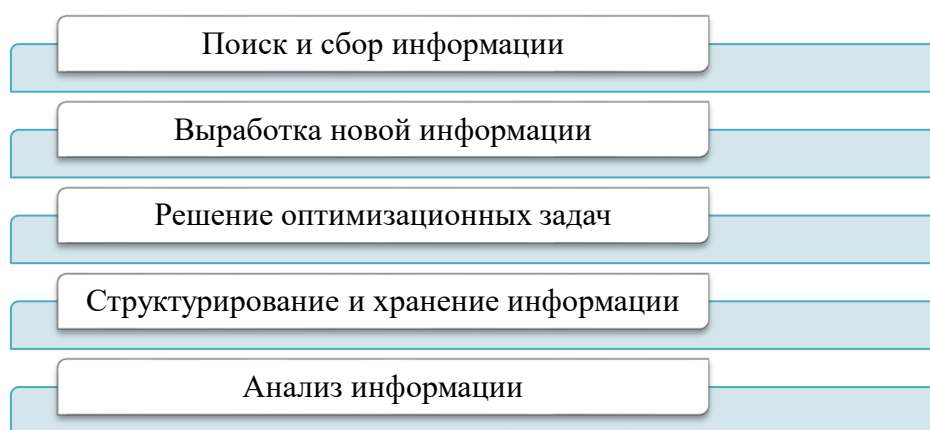 Поиск и сбор информации
Выработка новой информации
Решение оптимизационных задач
Структурирование и хранение информации
Анализ информации